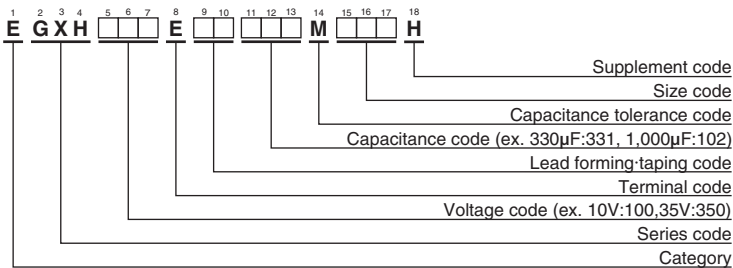 1 2 3 4 5 6 7 8 9 10 11 12 13 14 15 16 17 18
E G X H E M H
Supplement code
Size code
Capacitance tolerance code
Capacitance code (ex. 330μF:331, 1,000μF:102)
Lead forming·taping code
Terminal code
Voltage code (ex. 10V:100,35V:350)
Series code
Category